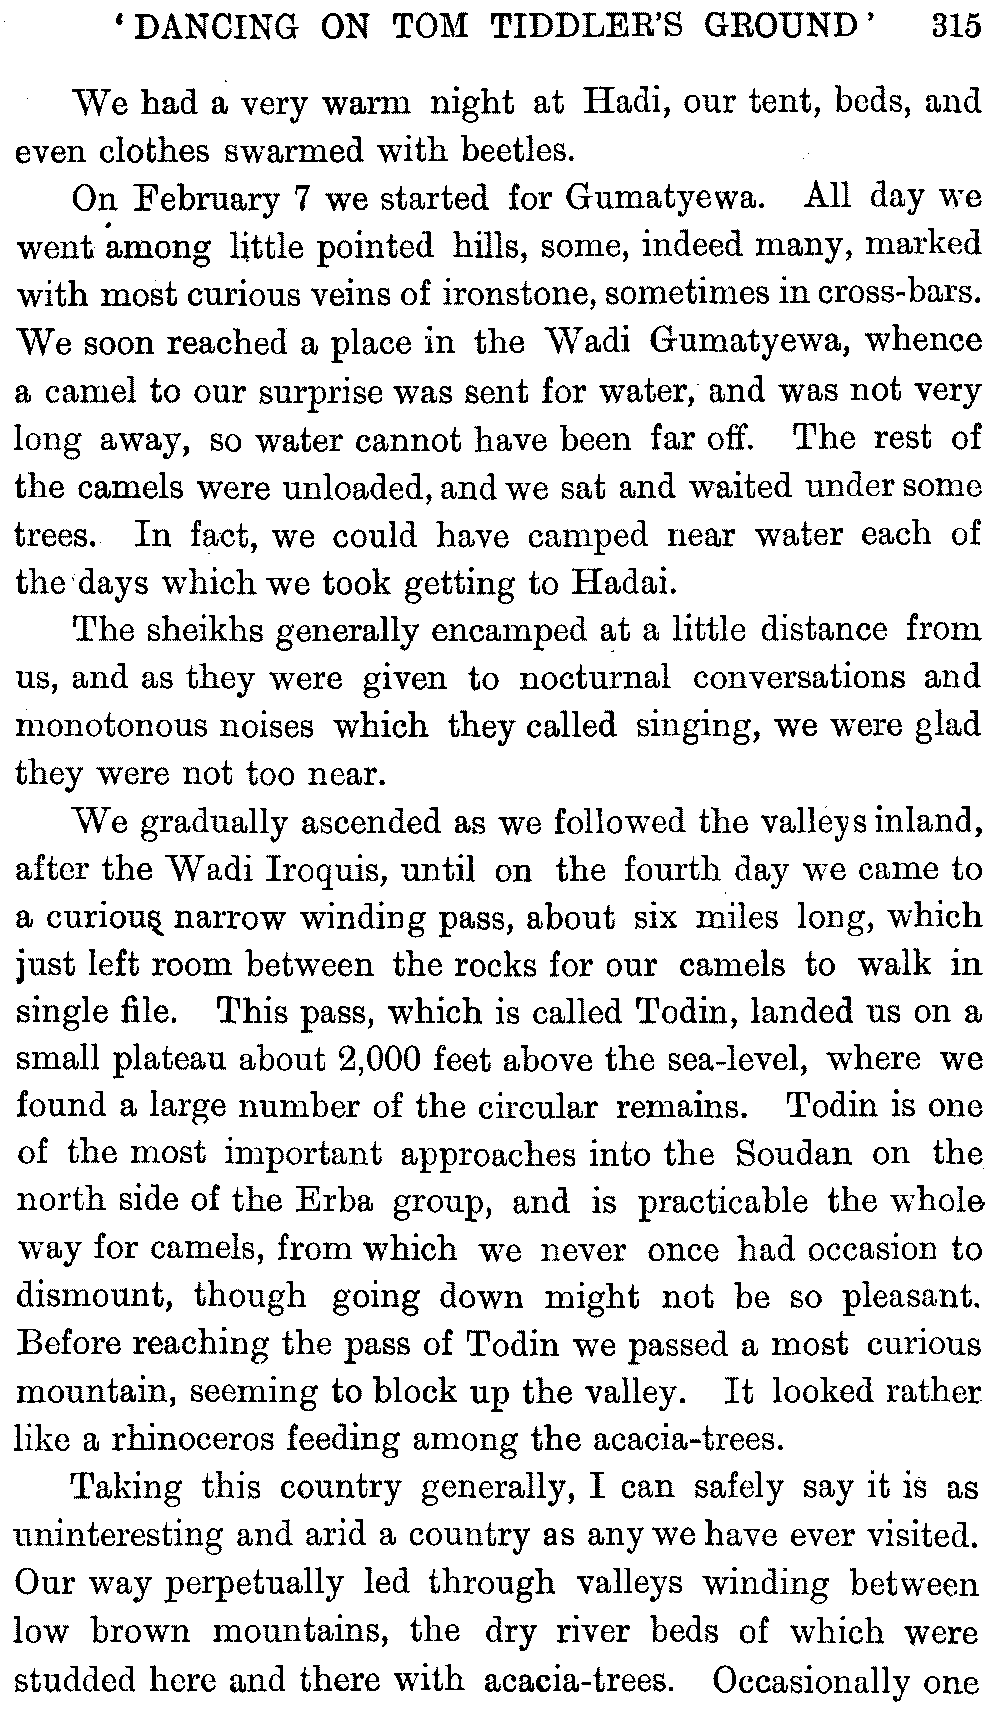 ‘ DANCING ON TOM TIDDLER’S GROUND ’ 315
We had a very warm night at Hadi, our tent, beds, and
even clothes swarmed with beetles.
On February 7 we started for Gumatyewa. All day we
went among little pointed hills, some, indeed many, marked
with most curious veins of ironstone, sometimes in cross-bars.
We soon reached a place in the Wadi Gumatyewa, whence
a camel to our surprise was sent for water, and was not very
long away, so water cannot have been far off. The rest of
the camels were unloaded, and we sat and waited under some
trees. In fact, we could have camped near water each of
the days which we took getting to Hadai.
The sheikhs generally encamped at a little distance from
us, and as they were given to nocturnal conversations and
monotonous noises which they called singing, we were glad
they were not too near.
We gradually ascended as we followed the valleys inland,
after the Wadi Iroquis, until on the fourth day we came to
a curious narrow winding pass, about six miles long, which
just left room between the rocks for our camels to walk in
single file. This pass, which is called Todin, landed us on a
small plateau about 2,000 feet above the sea-level, where we
found a large number of the circular remains. Todin is one
of the most important approaches into the Soudan on the
north side of the Erba group, and is practicable the whole
way for camels, from which we never once had occasion to
dismount, though going down might not be so pleasant.
Before reaching the pass of Todin we passed a most curious
mountain, seeming to block up the valley. It looked rather
like a rhinoceros feeding among the acacia-trees.
Taking this country generally, I can safely say it is as
uninteresting and arid a country as any we have ever visited.
Our way perpetually led through valleys winding between
low brown mountains, the dry river beds of which were
studded here and there with acacia-trees. Occasionally one